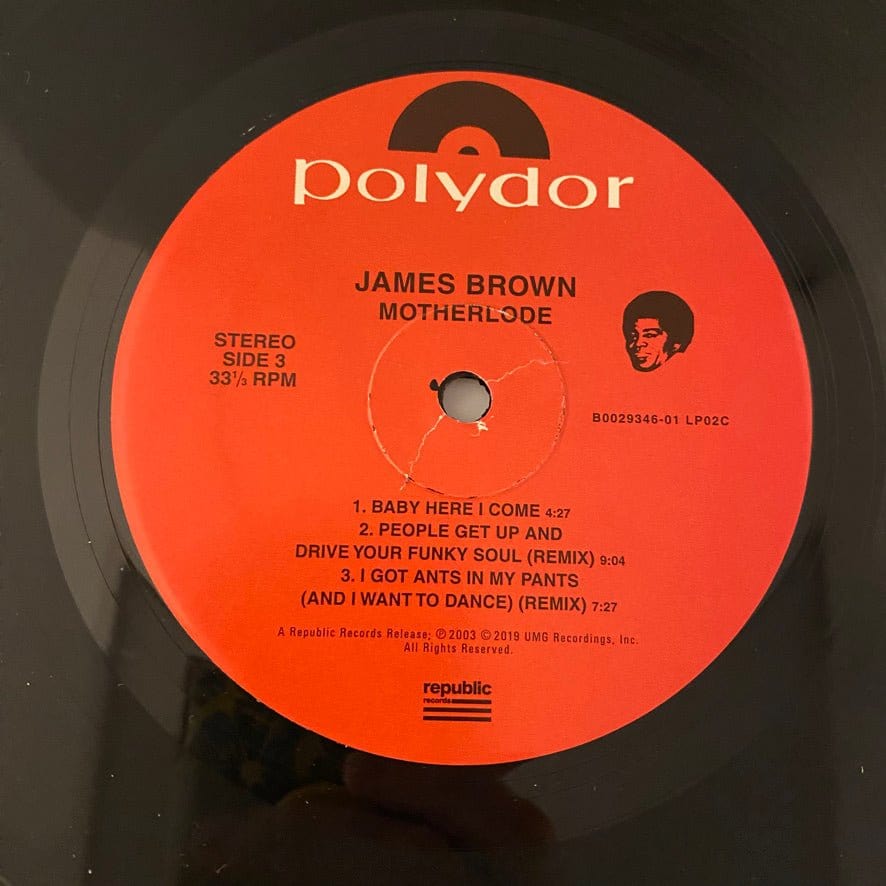 polydor
JAMES BROWN
MOTHERLODE
STEREO
SIDE 3
33⅓ RPM
B0029346-01 LP02C
1. BABY HERE I COME 4:27
2. PEOPLE GET UP AND
DRIVE YOUR FUNKY SOUL (REMIX) 9:04
3. I GOT ANTS IN MY PANTS
(AND I WANT TO DANCE) (REMIX) 7:27
A Republic Records Release; ℗ 2003 © 2019 UMG Recordings, Inc.
All Rights Reserved.
republic
records